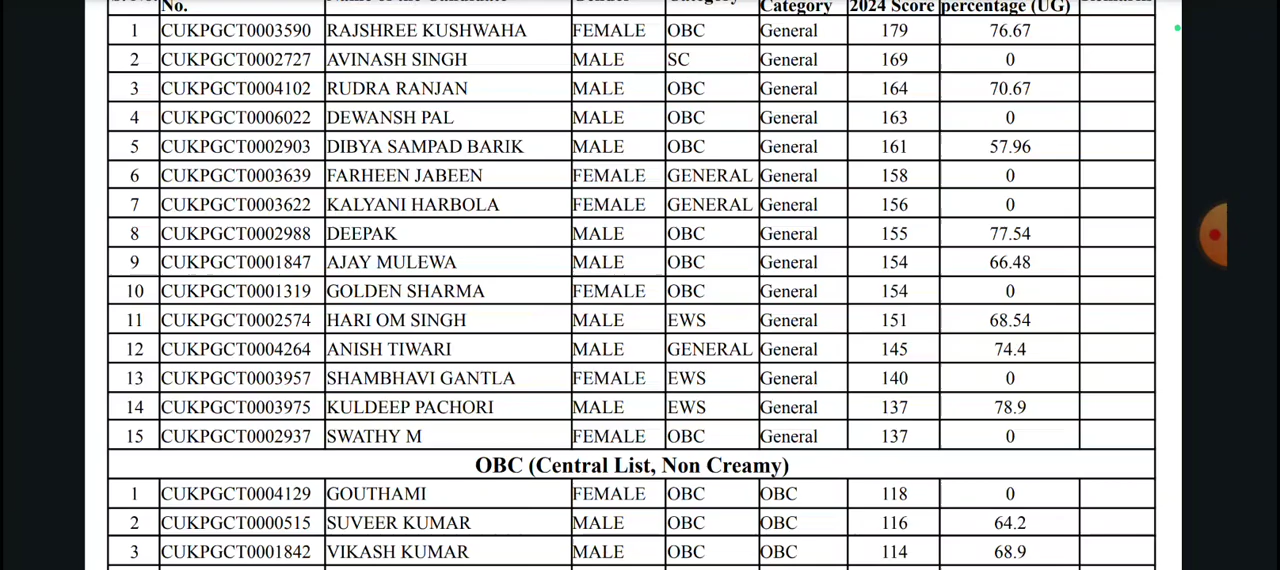 No. Category 2024 Score percentage (UG)
1 CUKPGCT0003590 RAJSHREE KUSHWAHA FEMALE OBC General 179 76.67
2 CUKPGCT0002727 AVINASH SINGH MALE SC General 169 0
3 CUKPGCT0004102 RUDRA RANJAN MALE OBC General 164 70.67
4 CUKPGCT0006022 DEWANSH PAL MALE OBC General 163 0
5 CUKPGCT0002903 DIBYA SAMPAD BARIK MALE OBC General 161 57.96
6 CUKPGCT0003639 FARHEEN JABEEN FEMALE GENERAL General 158 0
7 CUKPGCT0003622 KALYANI HARBOLA FEMALE GENERAL General 156 0
8 CUKPGCT0002988 DEEPAK MALE OBC General 155 77.54
9 CUKPGCT0001847 AJAY MULEWA MALE OBC General 154 66.48
10 CUKPGCT0001319 GOLDEN SHARMA FEMALE OBC General 154 0
11 CUKPGCT0002574 HARI OM SINGH MALE EWS General 151 68.54
12 CUKPGCT0004264 ANISH TIWARI MALE GENERAL General 145 74.4
13 CUKPGCT0003957 SHAMBHAVI GANTLA FEMALE EWS General 140 0
14 CUKPGCT0003975 KULDEEP PACHORI MALE EWS General 137 78.9
15 CUKPGCT0002937 SWATHY M FEMALE OBC General 137 0
OBC (Central List, Non Creamy)
1 CUKPGCT0004129 GOUTHAMI FEMALE OBC OBC 118 0
2 CUKPGCT0000515 SUVEER KUMAR MALE OBC OBC 116 64.2
3 CUKPGCT0001842 VIKASH KUMAR MALE OBC OBC 114 68.9